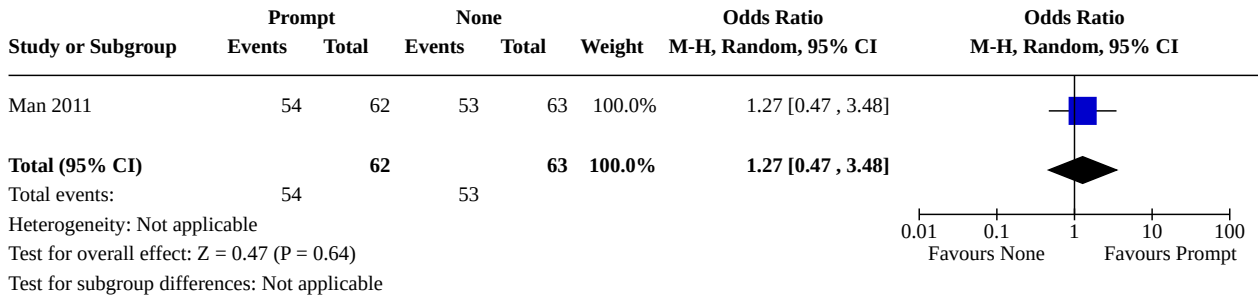 Prompt None Odds Ratio Odds Ratio
Study or Subgroup Events Total Events Total Weight M-H, Random, 95% CI M-H, Random, 95% CI
Man 2011 54 62 53 63 100.0% 1.27 [0.47 , 3.48]
Total (95% CI) 62 63 100.0% 1.27 [0.47 , 3.48]
Total events: 54 53
Heterogeneity: Not applicable
Test for overall effect: Z = 0.47 (P = 0.64)
Test for subgroup differences: Not applicable
0.01 0.1 1 10 100
Favours None Favours Prompt